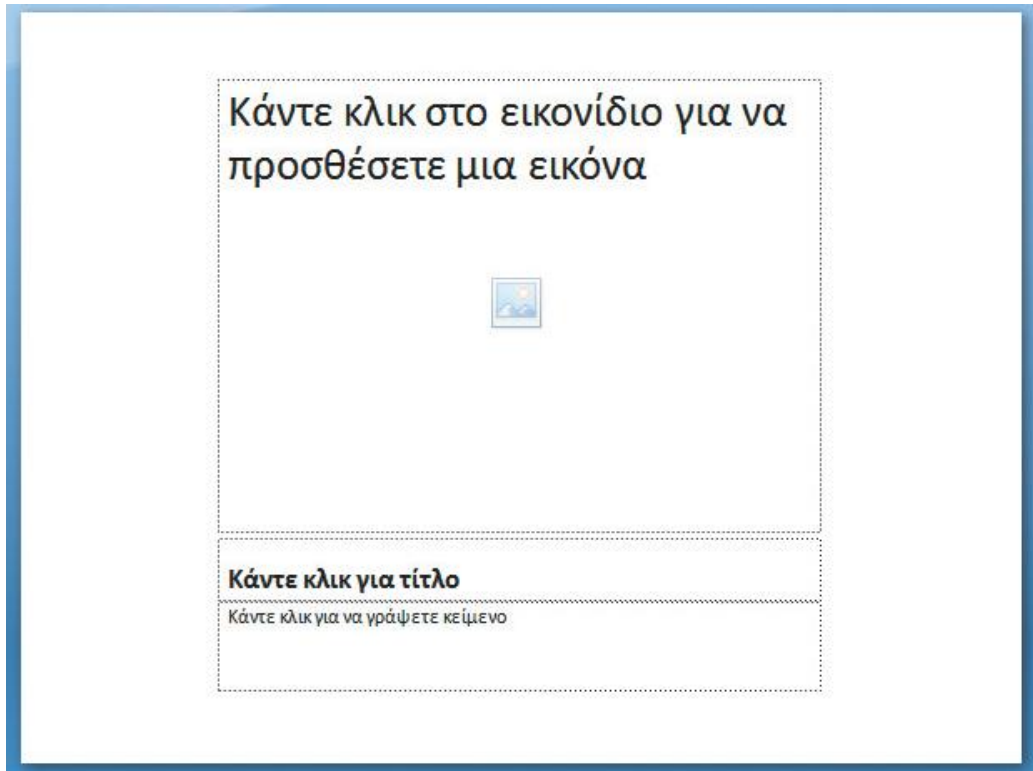 Κάντε κλικ στο εικονίδιο για να
προσθέσετε μια εικόνα
Κάντε κλικ για τίτλο
Κάντε κλικ για να γράψετε κείμενο